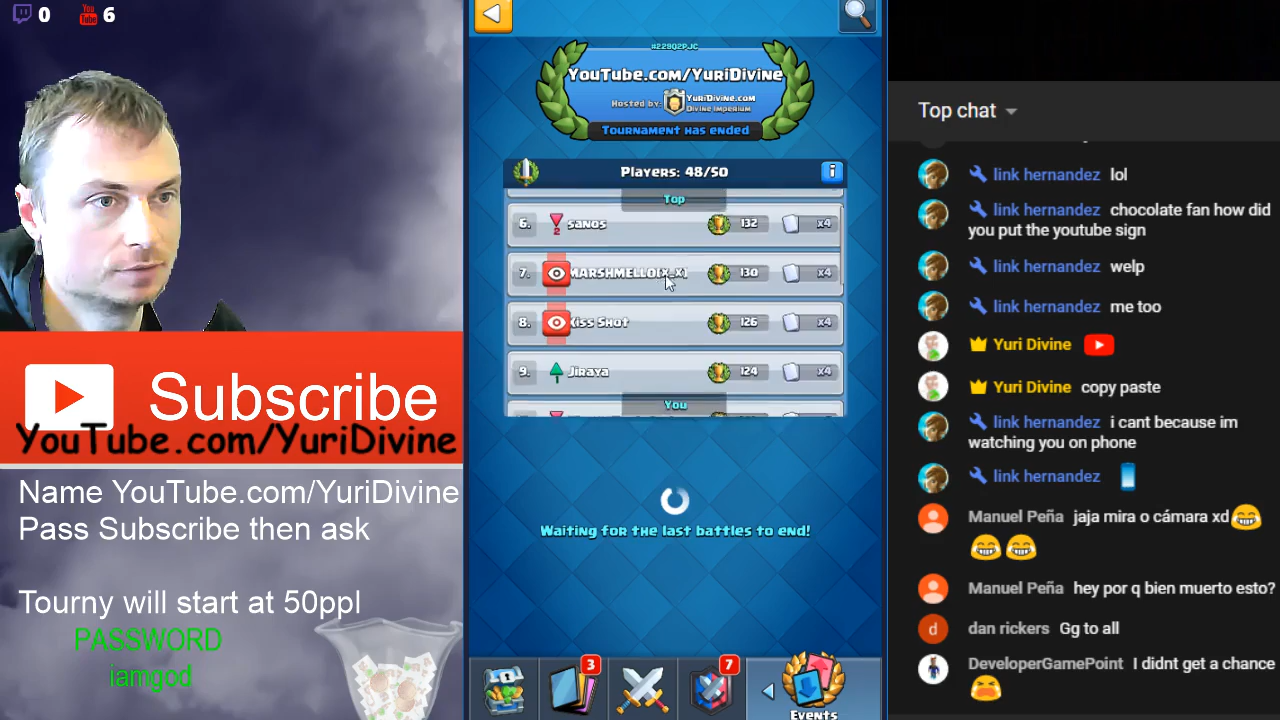 0
6
Subscribe
YouTube.com/YuriDivine
Name YouTube.com/YuriDivine
Pass Subscribe then ask
Tourny will start at 50ppl
PASSWORD
iamgod
#22802PJC
YouTube.com/YuriDivine
Hosted by:
YuriDivine.com
Divine Imperium
Tournament has ended
Players: 48/50
i
Top
6. 2 sanos 132 x4
7. MARSHMELLO(X_X) 130 x4
8. Kiss Shot 126 x4
9. Jiraya 124 x4
You
Waiting for the last battles to end!
1
3
7
Events
Top chat
link hernandez lol
link hernandez chocolate fan how did
you put the youtube sign
link hernandez welp
link hernandez me too
Yuri Divine
Yuri Divine copy paste
link hernandez i cant because im
watching you on phone
link hernandez
Manuel Peña jaja mira o cámara xd😂
😂😂
Manuel Peña hey por q bien muerto esto?
d
dan rickers Gg to all
DeveloperGamePoint I didnt get a chance
😫